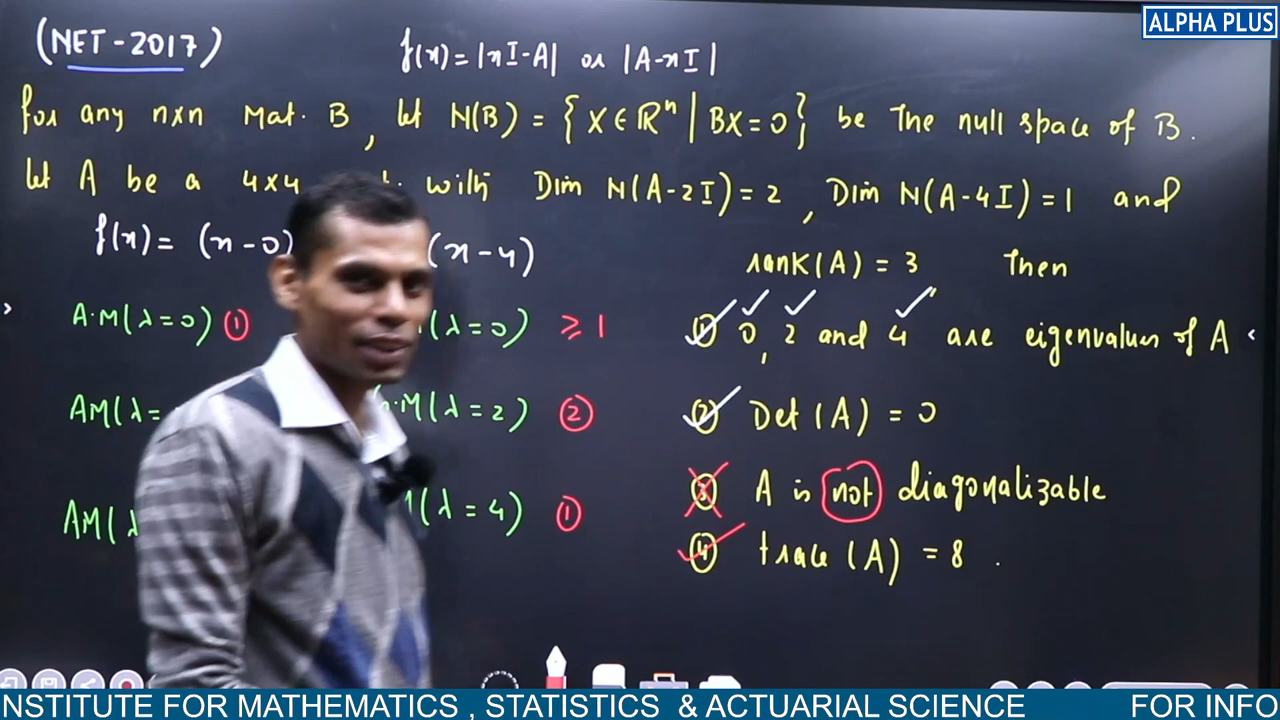 ALPHA PLUS
(NET-2017)
f(x) = |xI-A| or |A-xI|
for any n×n Mat. B, let N(B) = {X ∈ ℝⁿ | BX=0} be The null space of B.
let A be a 4×4 with Dim N(A-2I)=2, Dim N(A-4I)=1 and
f(x) = (x-0) (x-4)
rank(A) = 3 Then
A.M(λ=0) ① (λ=0) ≥ 1
① 0, 2 and 4 are eigenvalues of A
AM(λ= M(λ=2) ②
② Det(A) = 0
③ A is not diagonalizable
AM(λ (λ=4) ①
④ trace(A) = 8.
NSTITUTE FOR MATHEMATICS , STATISTICS & ACTUARIAL SCIENCE FOR INFO